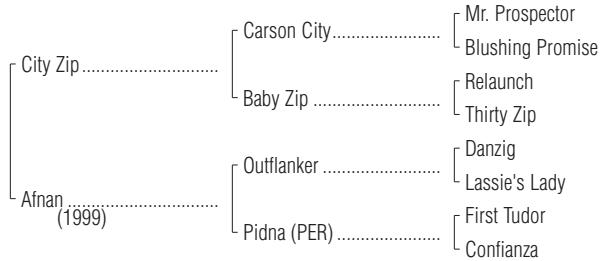 Mr. Prospector
Carson City
Blushing Promise
City Zip
Relaunch
Baby Zip
Thirty Zip
Danzig
Outflanker
Lassie's Lady
Afnan
(1999)
First Tudor
Pidna (PER)
Confianza